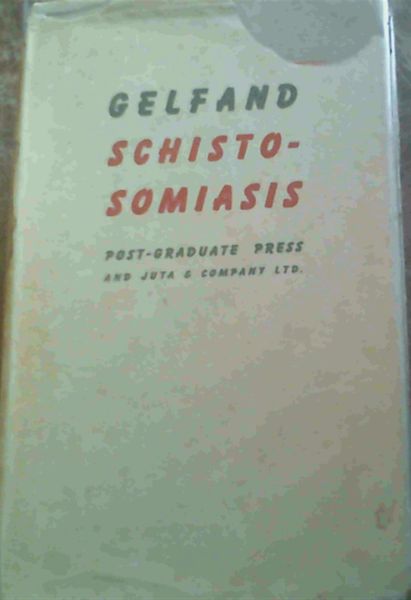 GELFAND
SCHISTO-
SOMIASIS
POST-GRADUATE PRESS
AND JUTA & COMPANY LTD.